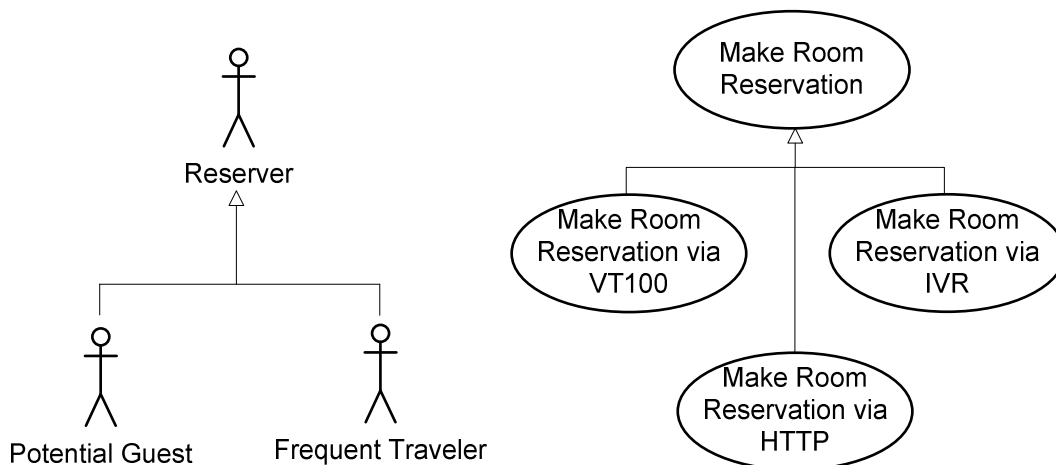 Reserver
Potential Guest
Frequent Traveler
Make Room
Reservation
Make Room
Reservation via
VT100
Make Room
Reservation via
IVR
Make Room
Reservation via
HTTP